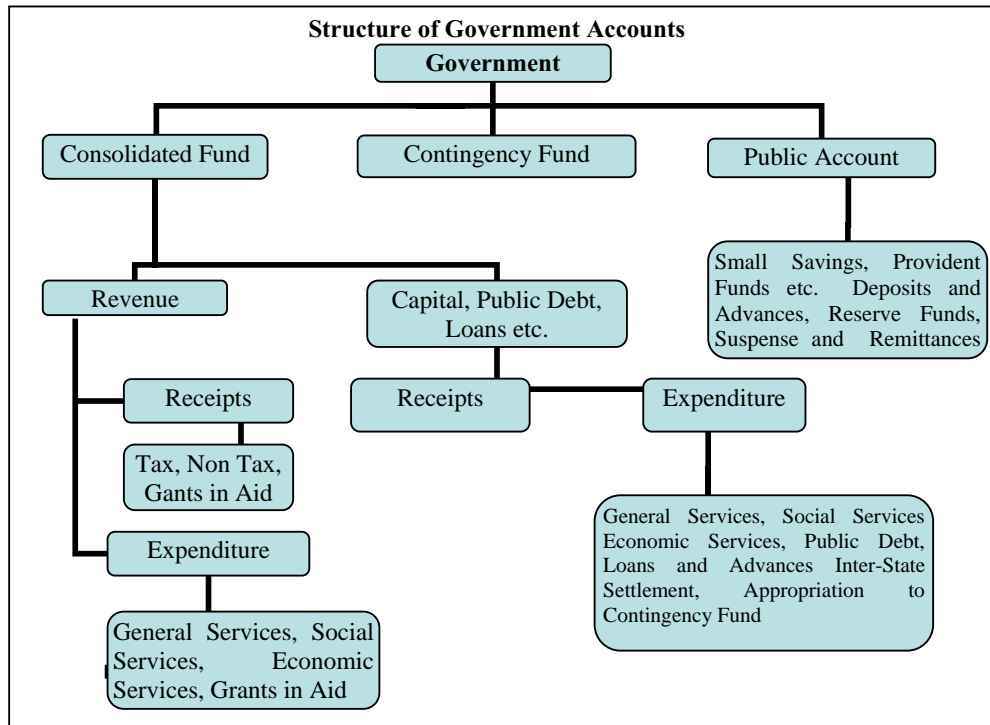 Structure of Government Accounts
Government
Consolidated Fund
Contingency Fund
Public Account
Small Savings, Provident
Funds etc. Deposits and
Advances, Reserve Funds,
Suspense and Remittances
Revenue
Capital, Public Debt,
Loans etc.
Receipts
Receipts
Expenditure
Tax, Non Tax,
Gants in Aid
General Services, Social Services
Economic Services, Public Debt,
Loans and Advances Inter-State
Settlement, Appropriation to
Contingency Fund
Expenditure
General Services, Social
Services, Economic
Services, Grants in Aid